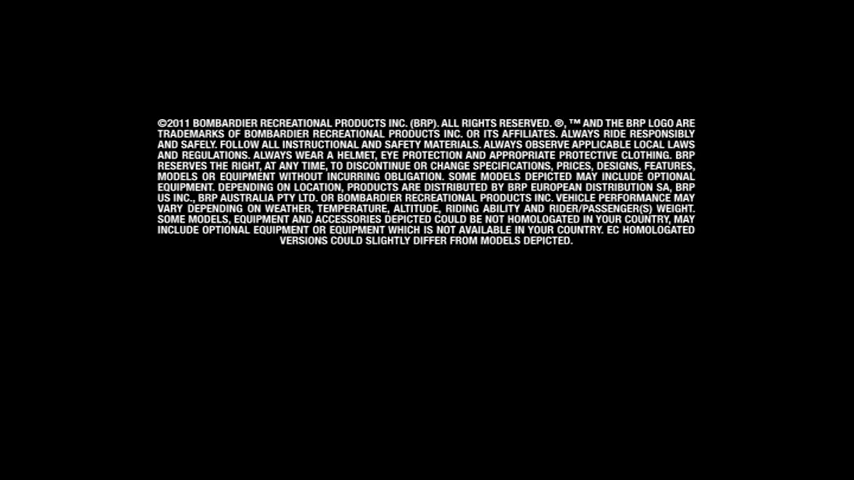 ©2011 BOMBARDIER RECREATIONAL PRODUCTS INC. (BRP). ALL RIGHTS RESERVED. ®, ™ AND THE BRP LOGO ARE
TRADEMARKS OF BOMBARDIER RECREATIONAL PRODUCTS INC. OR ITS AFFILIATES. ALWAYS RIDE RESPONSIBLY
AND SAFELY. FOLLOW ALL INSTRUCTIONAL AND SAFETY MATERIALS. ALWAYS OBSERVE APPLICABLE LOCAL LAWS
AND REGULATIONS. ALWAYS WEAR A HELMET, EYE PROTECTION AND APPROPRIATE PROTECTIVE CLOTHING. BRP
RESERVES THE RIGHT, AT ANY TIME, TO DISCONTINUE OR CHANGE SPECIFICATIONS, PRICES, DESIGNS, FEATURES,
MODELS OR EQUIPMENT WITHOUT INCURRING OBLIGATION. SOME MODELS DEPICTED MAY INCLUDE OPTIONAL
EQUIPMENT. DEPENDING ON LOCATION, PRODUCTS ARE DISTRIBUTED BY BRP EUROPEAN DISTRIBUTION SA, BRP
US INC., BRP AUSTRALIA PTY LTD. OR BOMBARDIER RECREATIONAL PRODUCTS INC. VEHICLE PERFORMANCE MAY
VARY DEPENDING ON WEATHER, TEMPERATURE, ALTITUDE, RIDING ABILITY AND RIDER/PASSENGER(S) WEIGHT.
SOME MODELS, EQUIPMENT AND ACCESSORIES DEPICTED COULD BE NOT HOMOLOGATED IN YOUR COUNTRY, MAY
INCLUDE OPTIONAL EQUIPMENT OR EQUIPMENT WHICH IS NOT AVAILABLE IN YOUR COUNTRY. EC HOMOLOGATED
VERSIONS COULD SLIGHTLY DIFFER FROM MODELS DEPICTED.